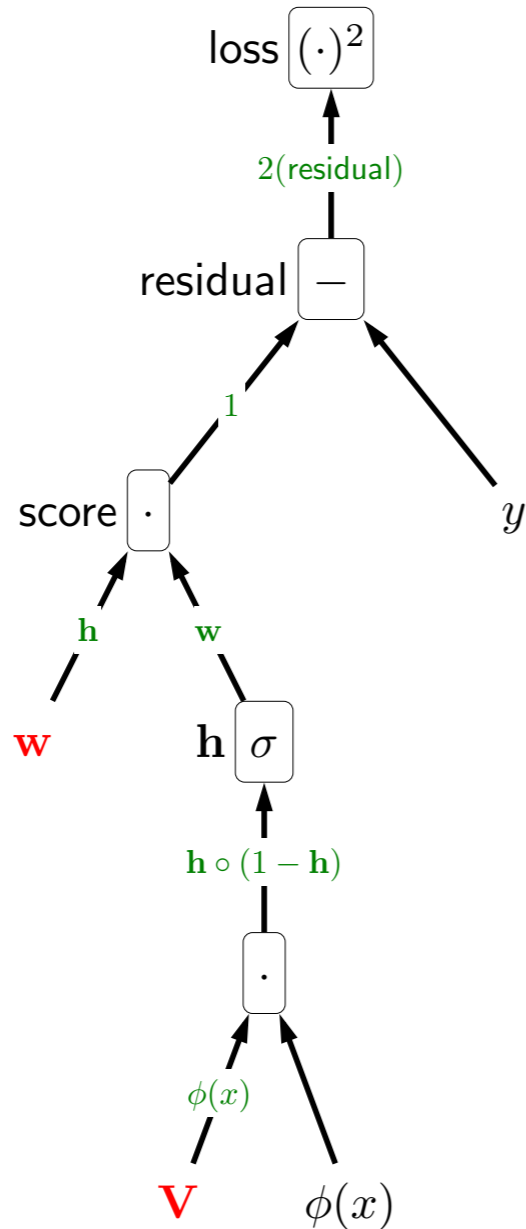 loss (·)²
2(residual)
residual −
1
score ·
y
h
w
w
h σ
h ∘ (1 − h)
·
ϕ(x)
V
ϕ(x)